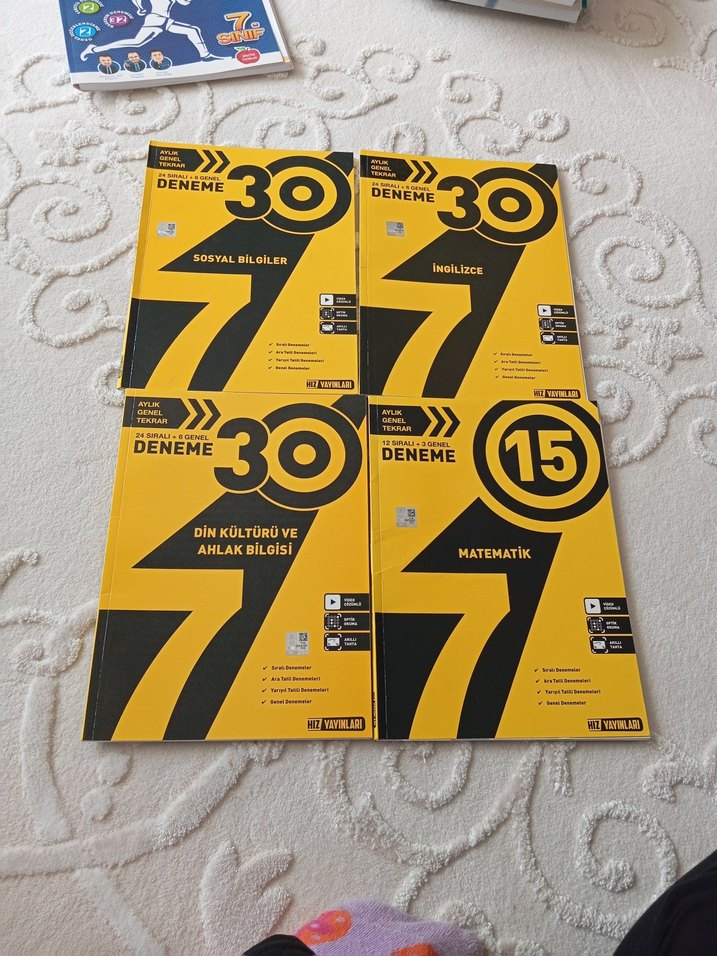 7.
SINIF
AYLIK
GENEL
TEKRAR
24 SIRALI + 6 GENEL
DENEME 30
SOSYAL BİLGİLER
7
VİDEO
ÇÖZÜMLÜ
OPTİK
OKUMA
AKILLI
TAHTA
✓ Sıralı Denemeler
✓ Ara Tatil Denemeleri
✓ Yarıyıl Tatili Denemeleri
✓ Genel Denemeler
HIZ YAYINLARI
AYLIK
GENEL
TEKRAR
24 SIRALI + 6 GENEL
DENEME 30
İNGİLİZCE
7
VİDEO
ÇÖZÜMLÜ
OPTİK
OKUMA
AKILLI
TAHTA
✓ Sıralı Denemeler
✓ Ara Tatil Denemeleri
✓ Yarıyıl Tatili Denemeleri
✓ Genel Denemeler
HIZ YAYINLARI
AYLIK
GENEL
TEKRAR
24 SIRALI + 6 GENEL
DENEME 30
DİN KÜLTÜRÜ VE
AHLAK BİLGİSİ
7
VİDEO
ÇÖZÜMLÜ
OPTİK
OKUMA
AKILLI
TAHTA
✓ Sıralı Denemeler
✓ Ara Tatil Denemeleri
✓ Yarıyıl Tatili Denemeleri
✓ Genel Denemeler
HIZ YAYINLARI
AYLIK
GENEL
TEKRAR
12 SIRALI + 3 GENEL
DENEME 15
MATEMATİK
7
VİDEO
ÇÖZÜMLÜ
OPTİK
OKUMA
AKILLI
TAHTA
✓ Sıralı Denemeler
✓ Ara Tatil Denemeleri
✓ Yarıyıl Tatili Denemeleri
✓ Genel Denemeler
HIZ YAYINLARI